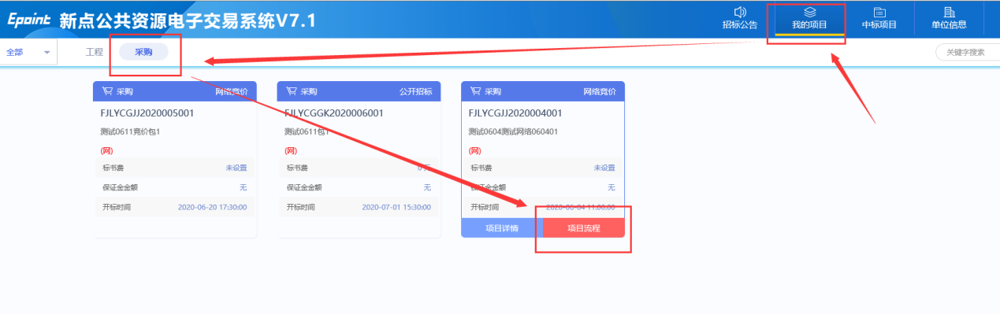 Epoint 新点公共资源电子交易系统V7.1
招标公告
我的项目
中标项目
单位信息
全部
工程
采购
关键字搜索
采购 网络竞价
FJLYCGJJ2020005001
测试0611竞价包1
(网)
标书费 未设置
保证金金额 无
开标时间 2020-06-20 17:30:00
采购 公开招标
FJLYCGGK2020006001
测试0611包1
(网)
标书费 0 元
保证金金额 无
开标时间 2020-07-01 15:30:00
采购 网络竞价
FJLYCGJJ2020004001
测试0604测试网络060401
(网)
标书费 未设置
保证金金额 无
开标时间 2020-06-04 11:00:00
项目详情
项目流程